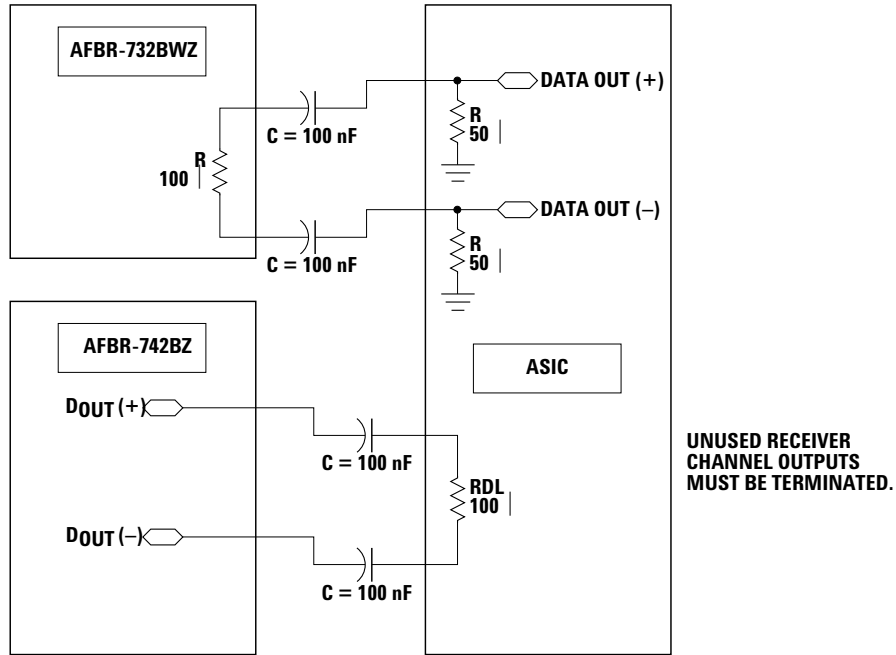 AFBR-732BWZ
DATA OUT (+)
R
50 |
C = 100 nF
R
100 |
DATA OUT (–)
R
50 |
C = 100 nF
AFBR-742BZ
ASIC
DOUT (+)
C = 100 nF
RDL
100 |
DOUT (–)
C = 100 nF
UNUSED RECEIVER
CHANNEL OUTPUTS
MUST BE TERMINATED.